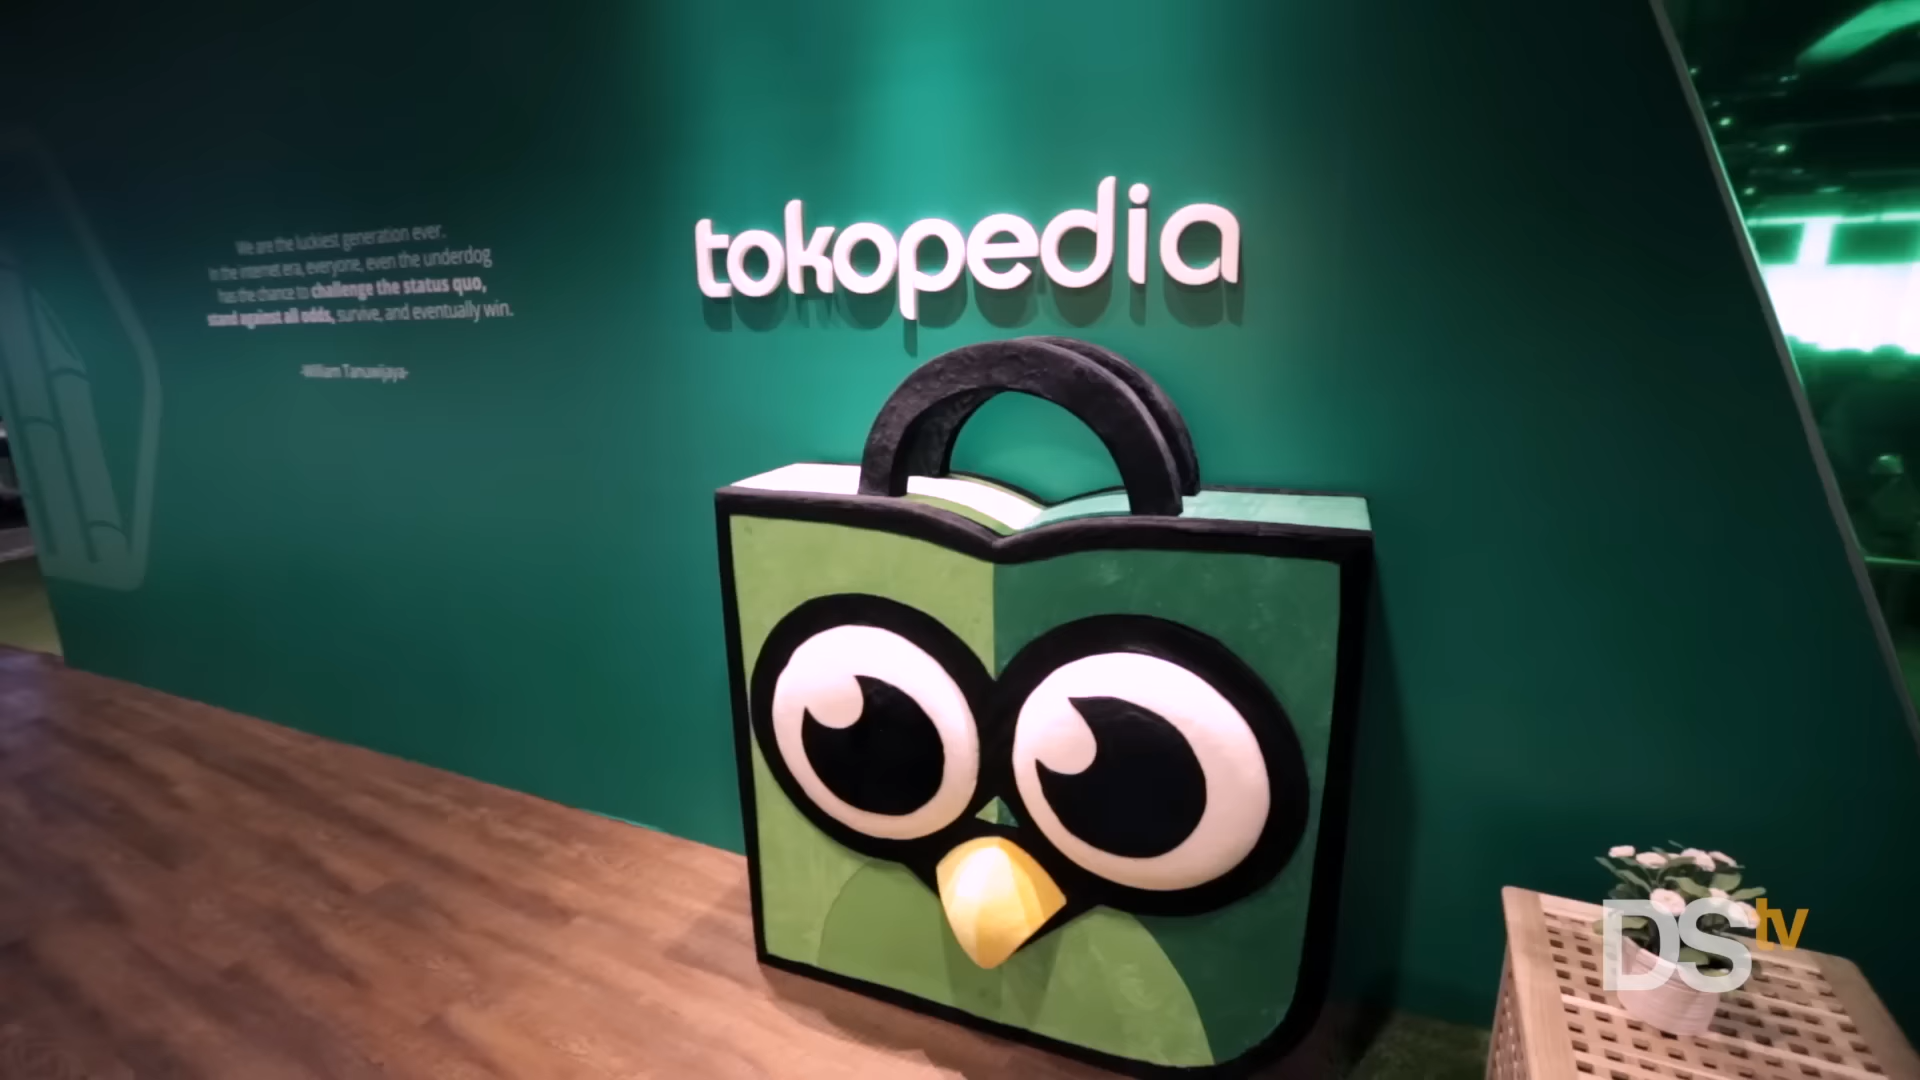 We are the luckiest generation ever.
In the internet era, everyone, even the underdog
has the chance to challenge the status quo,
stand against all odds, survive, and eventually win.
-William Tanuwijaya-
tokopedia
DStv